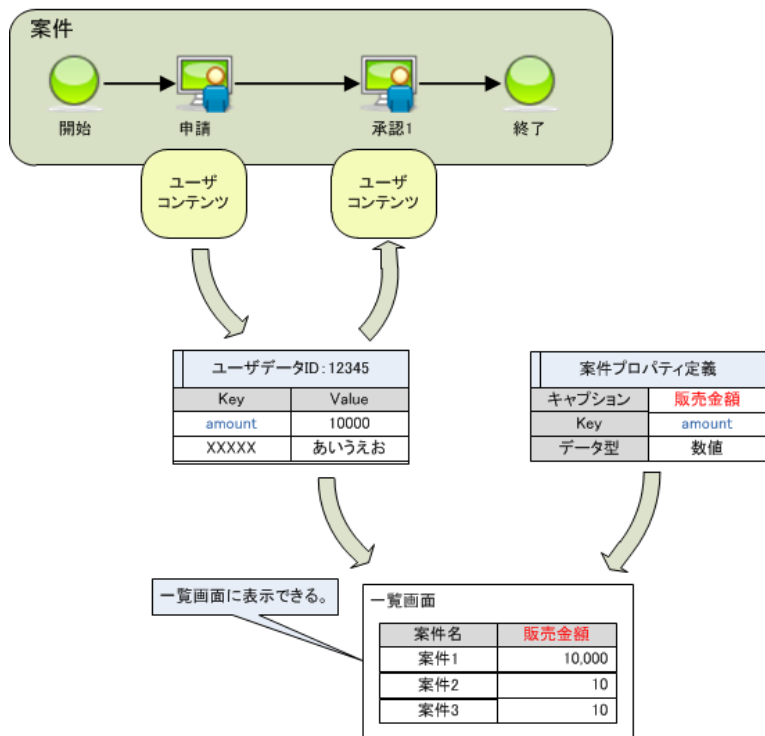 案件
開始
申請
承認1
終了
ユーザ
コンテンツ
ユーザ
コンテンツ
ユーザデータID:12345
Key Value
amount 10000
XXXXX あいうえお
案件プロパティ定義
キャプション 販売金額
Key amount
データ型 数値
一覧画面に表示できる。
一覧画面
案件名 販売金額
案件1 10,000
案件2 10
案件3 10